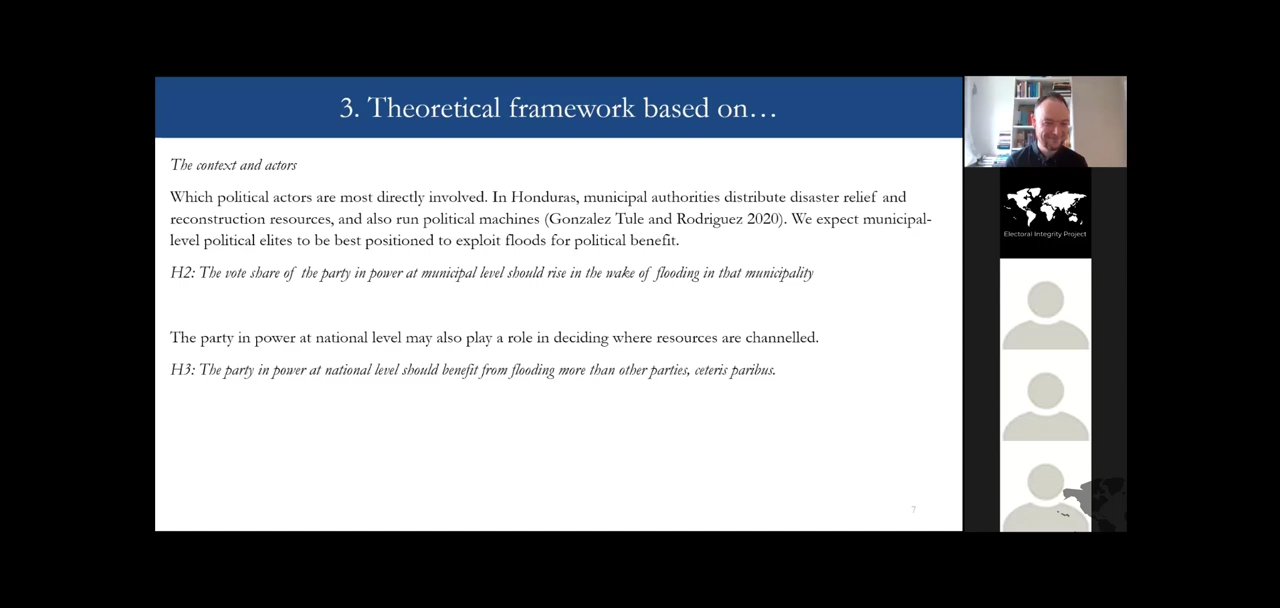 3. Theoretical framework based on…
The context and actors
Which political actors are most directly involved. In Honduras, municipal authorities distribute disaster relief and
reconstruction resources, and also run political machines (Gonzalez Tule and Rodriguez 2020). We expect municipal-
level political elites to be best positioned to exploit floods for political benefit.
H2: The vote share of the party in power at municipal level should rise in the wake of flooding in that municipality
The party in power at national level may also play a role in deciding where resources are channelled.
H3: The party in power at national level should benefit from flooding more than other parties, ceteris paribus.
7
Electoral Integrity Project